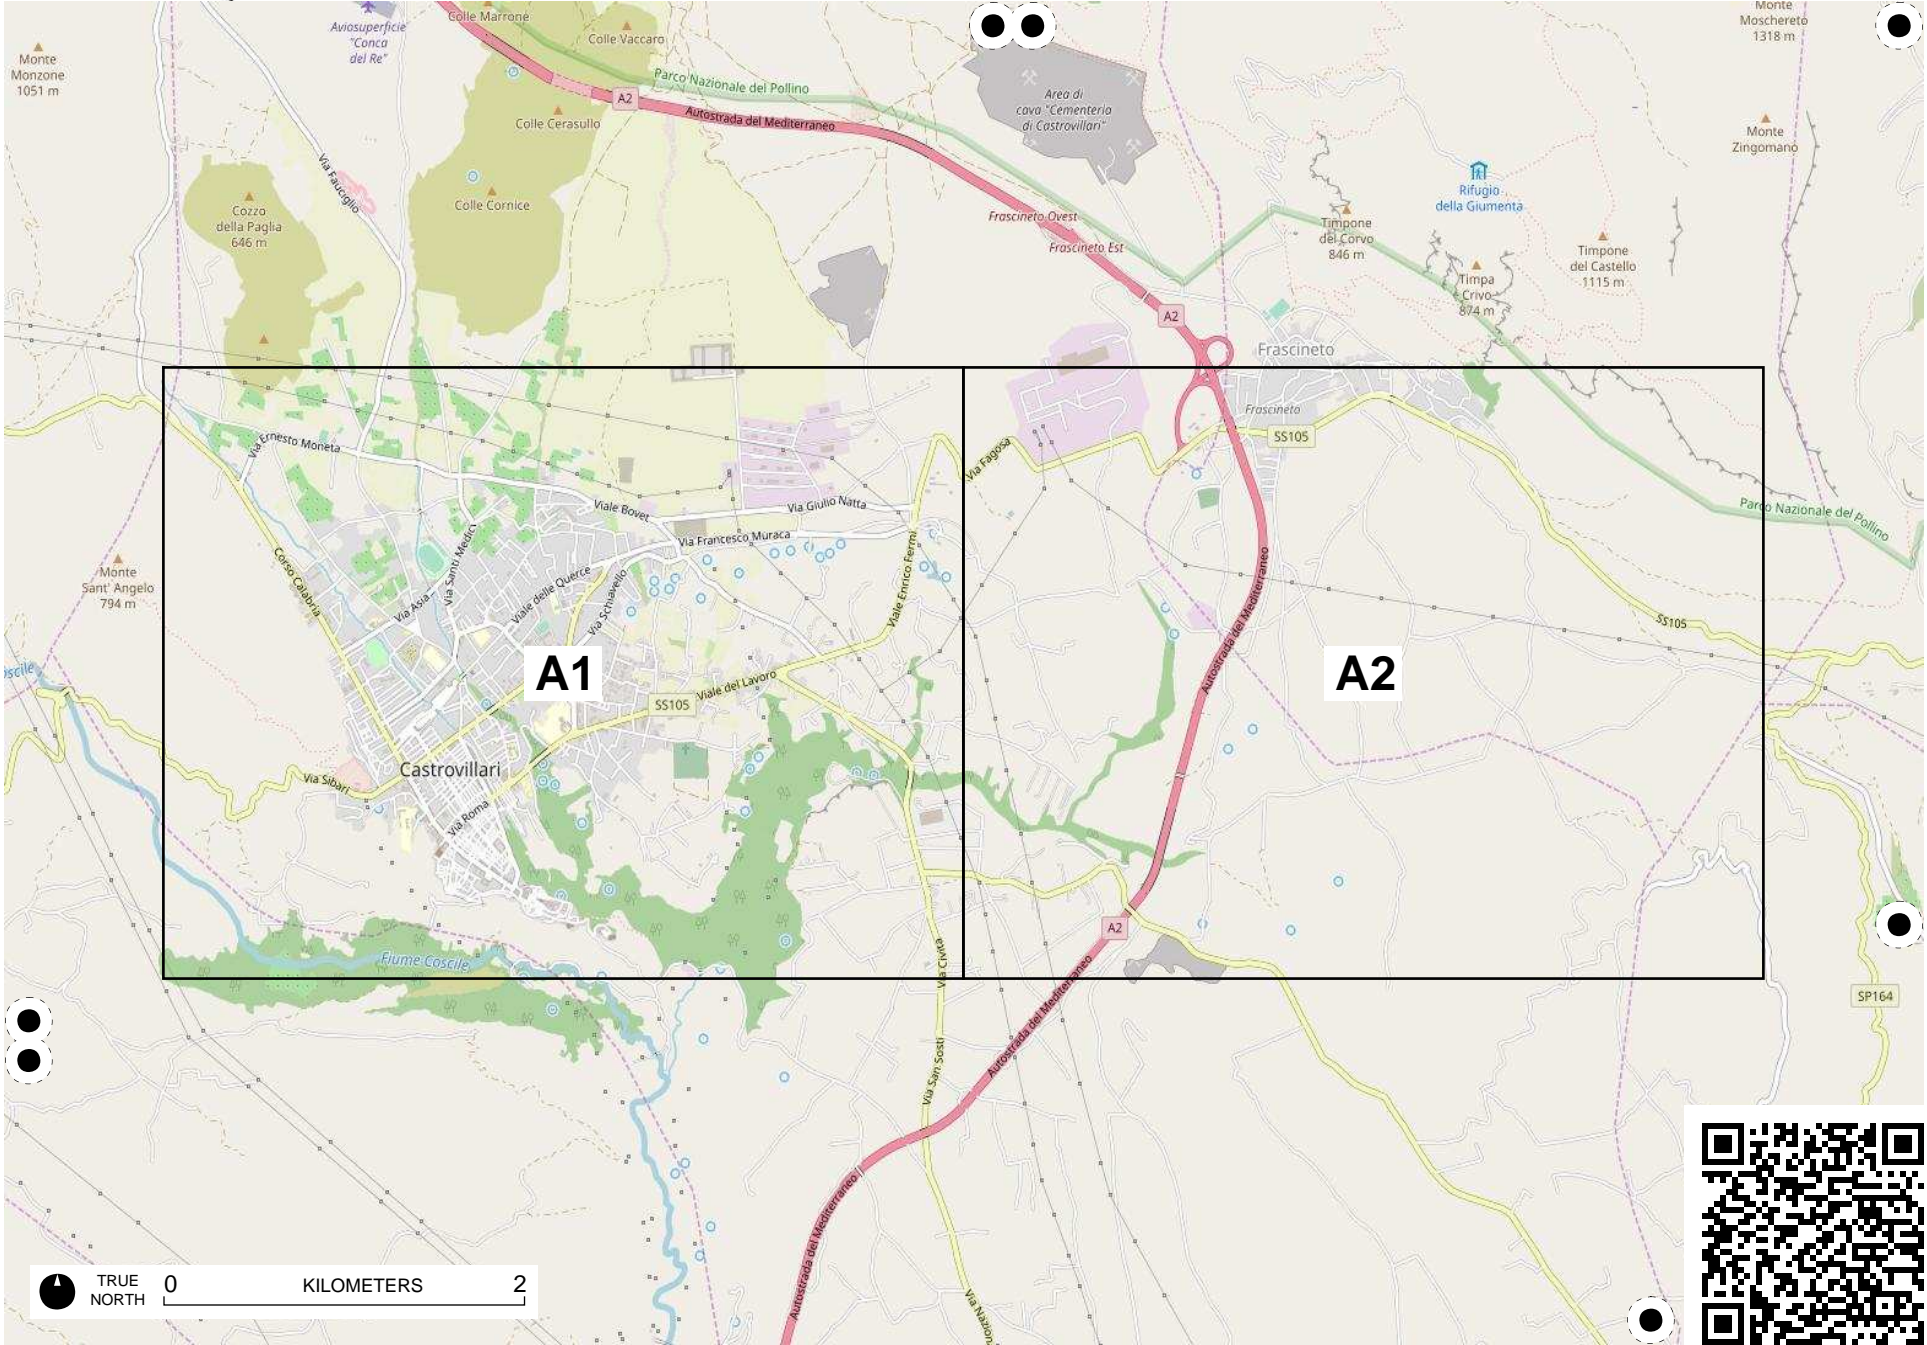 Colle Marrone
Aviosuperficie
"Conca
del Re"
Colle Vaccaro
Monte
Moschereto
1318 m
Monte
Monzone
1051 m
Parco Nazionale del Pollino
A2
Autostrada del Mediterraneo
Area di
cava "Cementeria
di Castrovillari"
Colle Cerasullo
Monte
Zingomano
Via Fauciglio
Rifugio
della Giumenta
Colle Cornice
Cozzo
della Paglia
646 m
Frascineto Ovest
Frascineto Est
Timpone
del Corvo
846 m
Timpone
del Castello
1115 m
Timpa
Crivo
874 m
A2
Frascineto
Frascineto
SS105
Via Ernesto Moneta
Via Fagosa
Viale Bovet
Via Giulio Natta
Via Francesco Muraca
Parco Nazionale del Pollino
Monte
Sant' Angelo
794 m
Corso Calabria
Via Asia
Via Santi Medici
Viale delle Querce
Via Schiavello
Viale Enrico Fermi
Autostrada del Mediterraneo
SS105
A1
A2
Viale del Lavoro
SS105
Castrovillari
Via Sibari
Via Roma
Fiume Coscile
Via Civita
A2
Autostrada del Mediterraneo
SP164
Via San Sosti
Autostrada del Mediterraneo
TRUE
NORTH
0 KILOMETERS 2